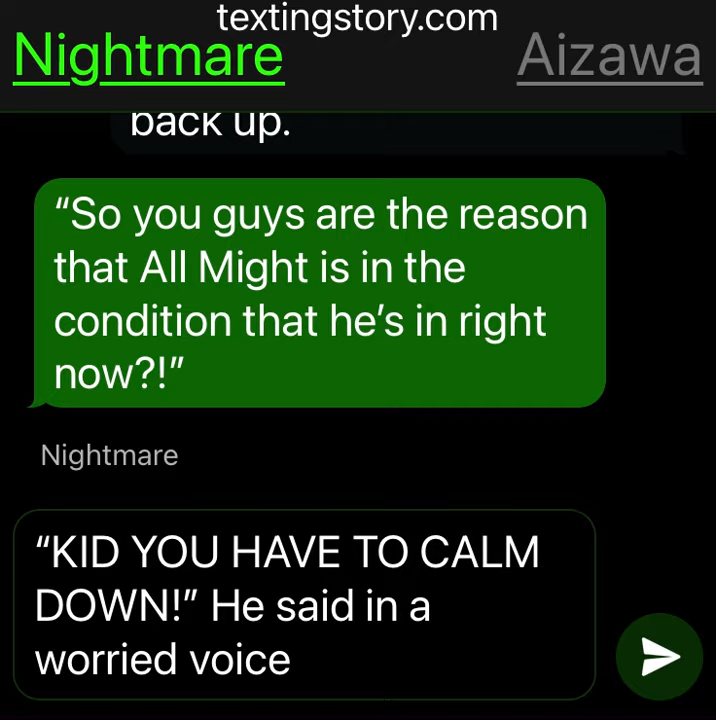 textingstory.com
Nightmare Aizawa
back up.
“So you guys are the reason
that All Might is in the
condition that he’s in right
now?!”
Nightmare
“KID YOU HAVE TO CALM
DOWN!” He said in a
worried voice